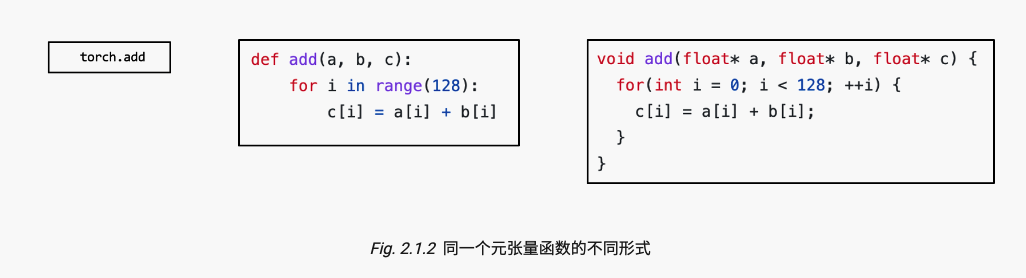 torch.add
def add(a, b, c):
    for i in range(128):
        c[i] = a[i] + b[i]
void add(float* a, float* b, float* c) {
  for(int i = 0; i < 128; ++i) {
    c[i] = a[i] + b[i];
  }
}
Fig. 2.1.2 同一个元张量函数的不同形式